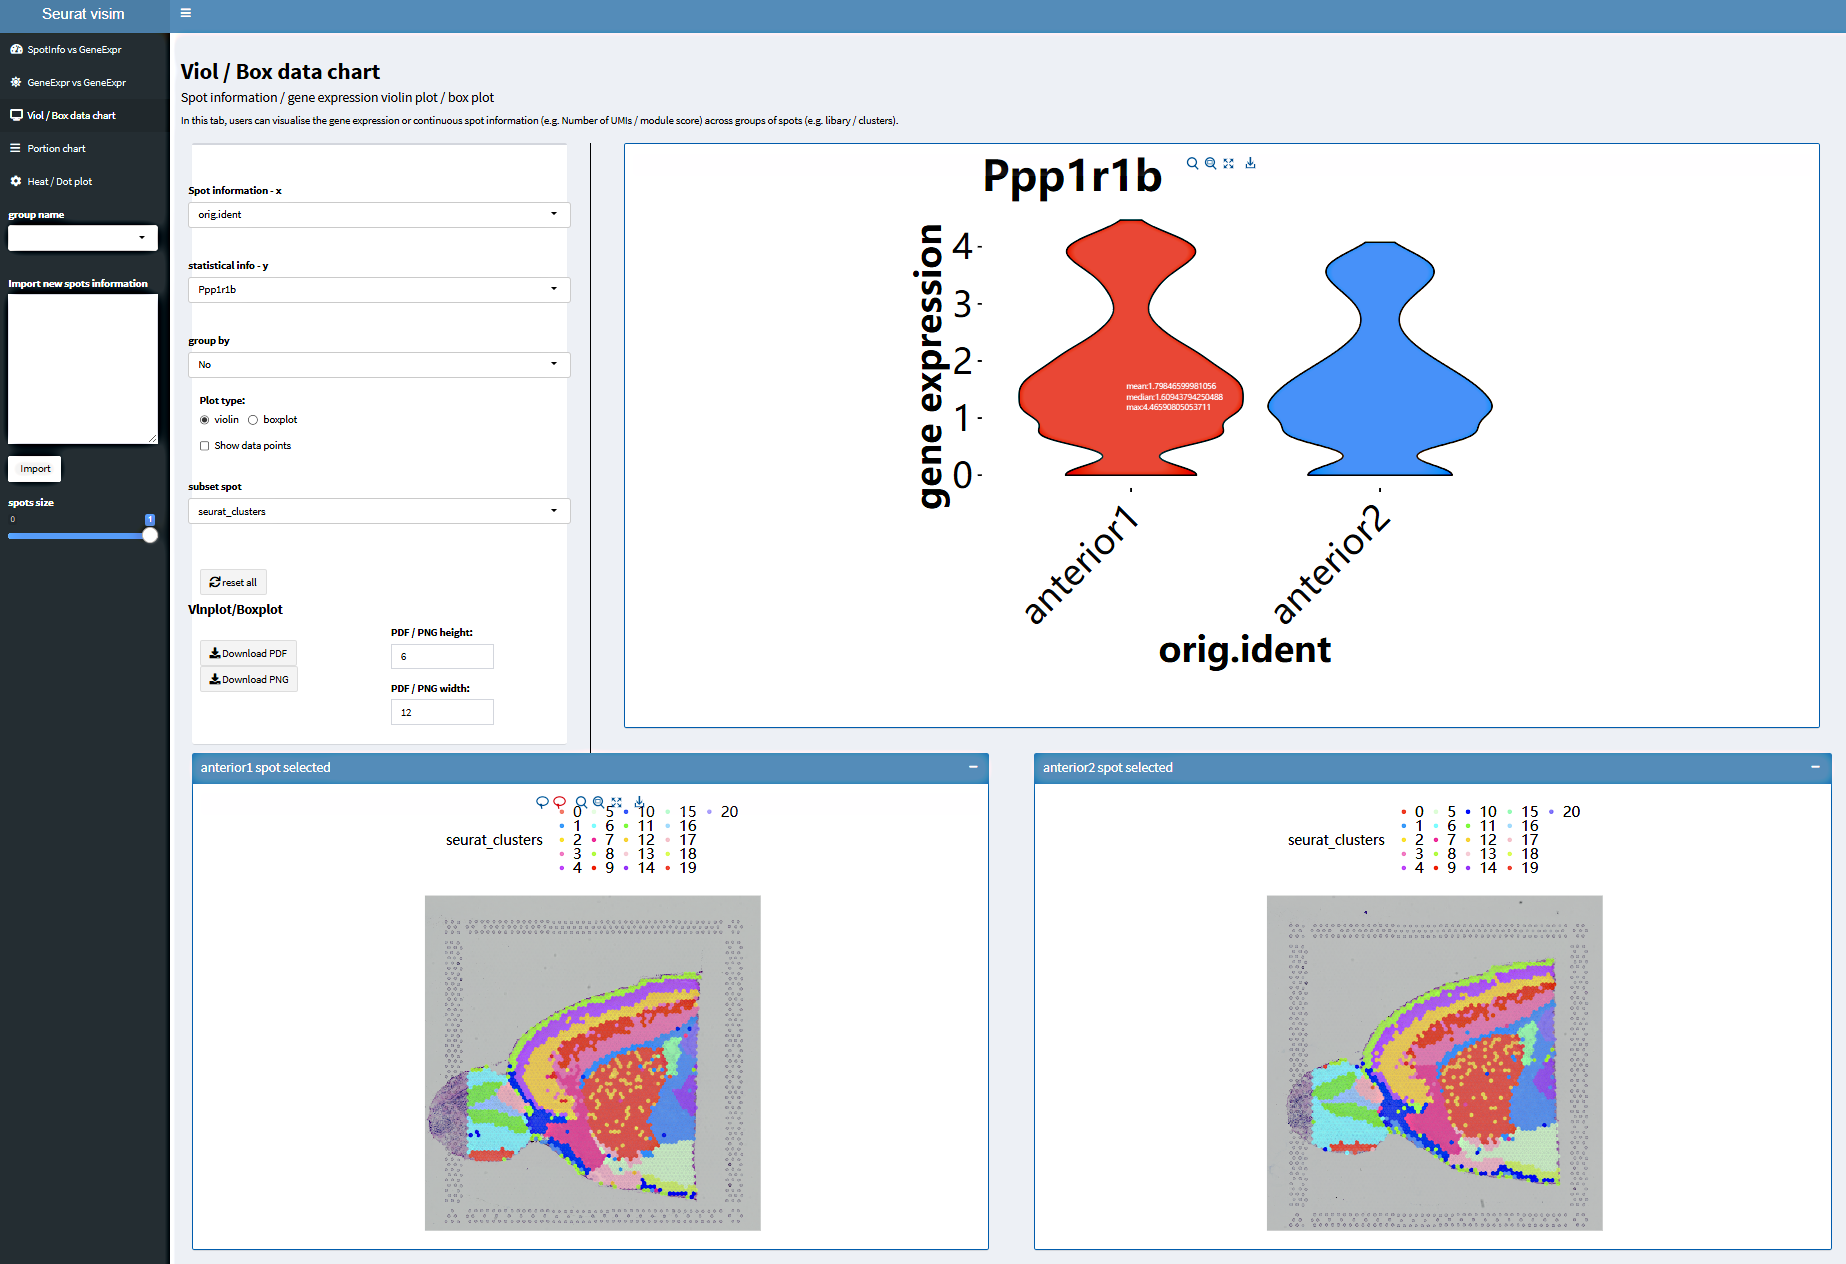 Seurat visim
SpotInfo vs GeneExpr
GeneExpr vs GeneExpr
Viol / Box data chart
Portion chart
Heat / Dot plot
group name
Import new spots information
Import
spots size
0
1
Viol / Box data chart
Spot information / gene expression violin plot / box plot
In this tab, users can visualise the gene expression or continuous spot information (e.g. Number of UMIs / module score) across groups of spots (e.g. libary / clusters).
Spot information - x
orig.ident
statistical info - y
Ppp1r1b
group by
No
Plot type:
violin boxplot
Show data points
subset spot
seurat_clusters
reset all
Vlnplot/Boxplot
Download PDF
Download PNG
PDF / PNG height:
6
PDF / PNG width:
12
Ppp1r1b
gene expression
4
3
2
1
0
mean:1.79846599981056
median:1.60943794250488
max:4.46590805053711
anterior1
anterior2
orig.ident
anterior1 spot selected
seurat_clusters
0 5 10 15 20
1 6 11 16
2 7 12 17
3 8 13 18
4 9 14 19
anterior2 spot selected
seurat_clusters
0 5 10 15 20
1 6 11 16
2 7 12 17
3 8 13 18
4 9 14 19